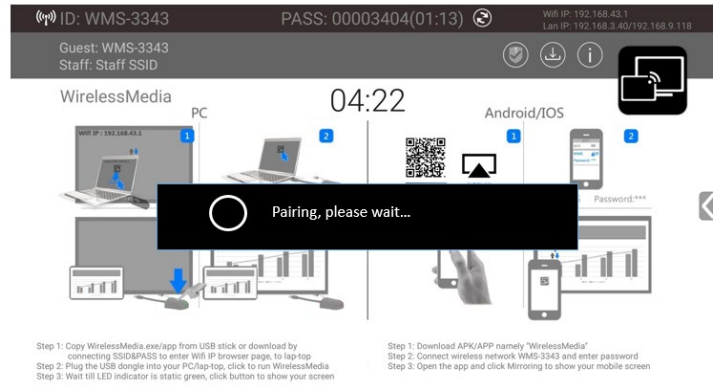 ID: WMS-3343
PASS: 00003404(01:13)
Wifi IP: 192.168.43.1
Lan IP: 192.168.3.40/192.168.9.118
Guest: WMS-3343
Staff: Staff SSID
WirelessMedia
04:22
PC
Android/IOS
Wifi IP : 192.168.43.1
1
2
1
2
Password:***
Pairing, please wait...
Step 1: Copy WirelessMedia.exe/app from USB stick or download by
connecting SSID&PASS to enter Wifi IP browser page, to lap-top
Step 2: Plug the USB dongle into your PC/lap-top, click to run WirelessMedia
Step 3: Wait till LED indicator is static green, click button to show your screen
Step 1: Download APK/APP namely "WirelessMedia"
Step 2: Connect wireless network WMS-3343 and enter password
Step 3: Open the app and click Mirroring to show your mobile screen